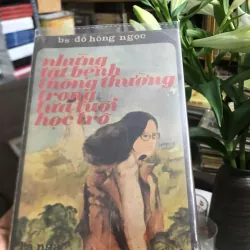 bs đỗ hồng ngọc
những
tật bệnh
thông thường
trong
lứa tuổi
học trò